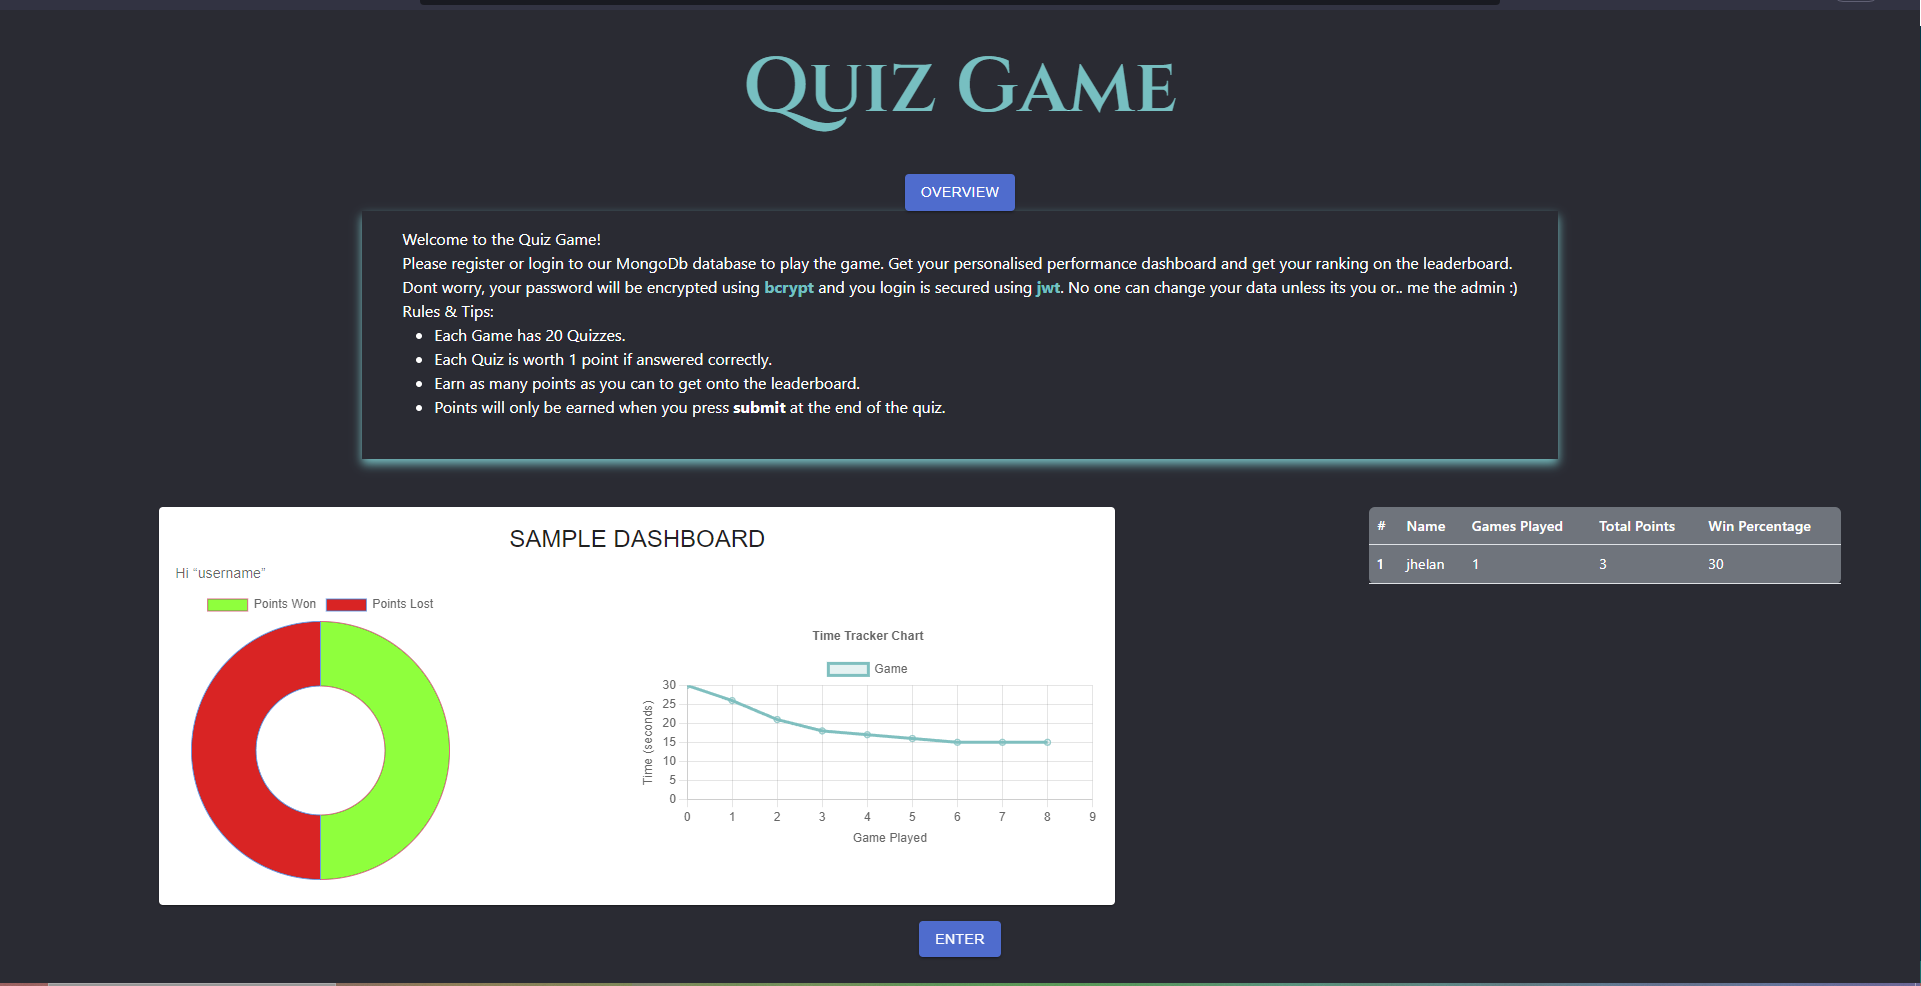 Quiz Game
OVERVIEW
Welcome to the Quiz Game!
Please register or login to our MongoDb database to play the game. Get your personalised performance dashboard and get your ranking on the leaderboard.
Dont worry, your password will be encrypted using bcrypt and you login is secured using jwt. No one can change your data unless its you or.. me the admin :)
Rules & Tips:
• Each Game has 20 Quizzes.
• Each Quiz is worth 1 point if answered correctly.
• Earn as many points as you can to get onto the leaderboard.
• Points will only be earned when you press submit at the end of the quiz.
SAMPLE DASHBOARD
Hi “username”
Points Won Points Lost
Time Tracker Chart
Game
30
25
20
15
10
5
0
Time (seconds)
0 1 2 3 4 5 6 7 8 9
Game Played
# Name Games Played Total Points Win Percentage
1 jhelan 1 3 30
ENTER